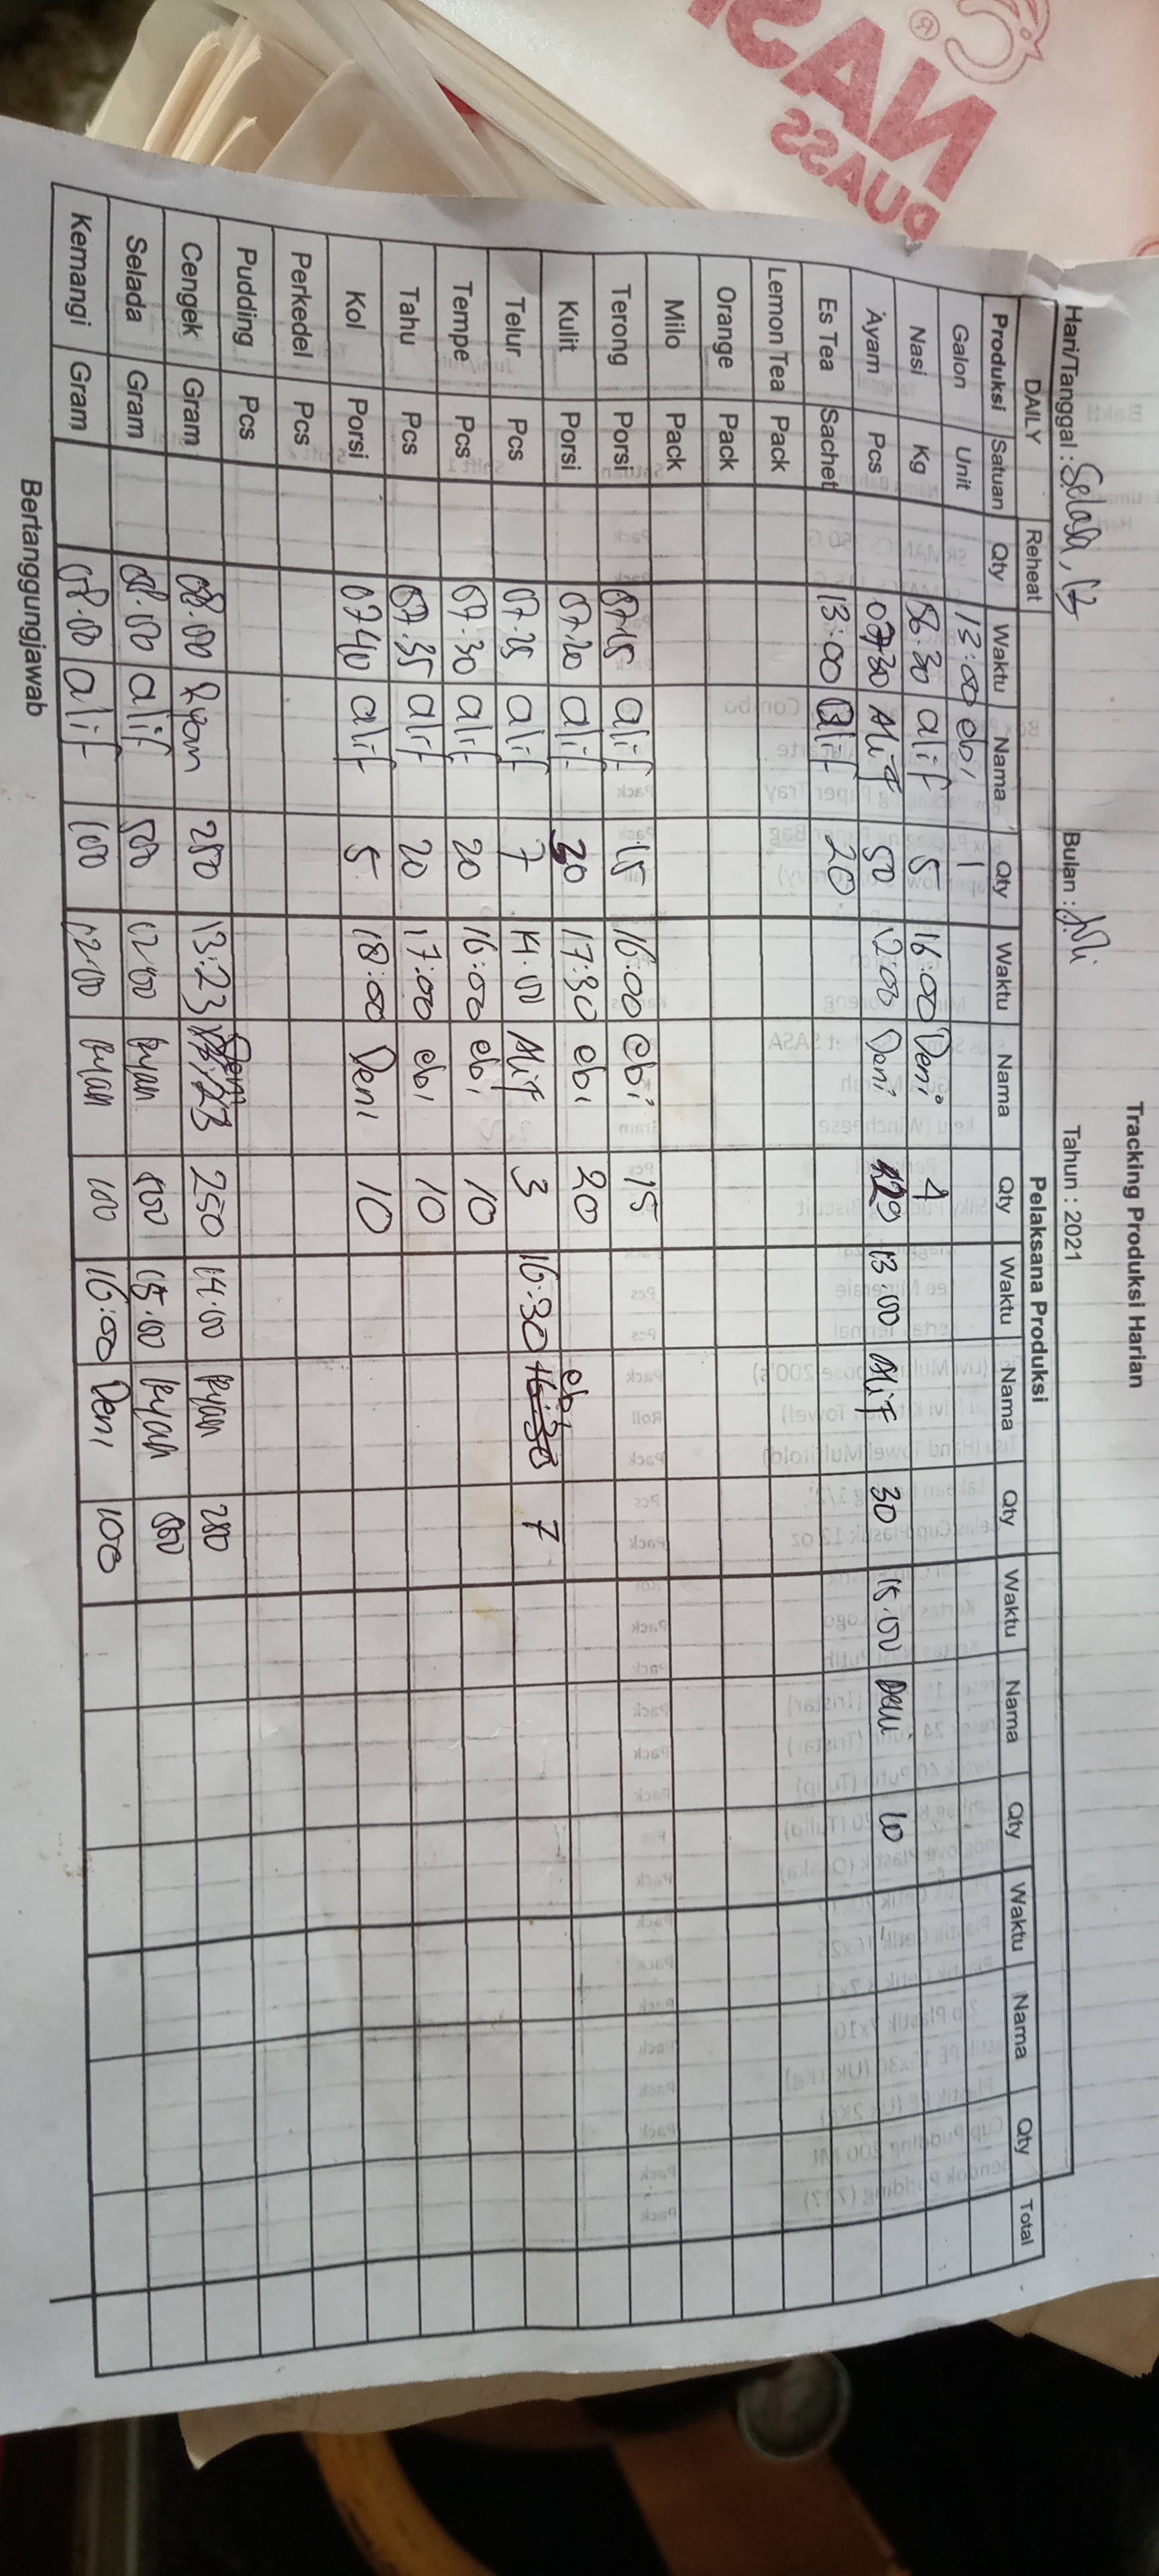 NASI
PUASS
Tracking Produksi Harian
Hari/Tanggal : Selasa, Bulan : Juli Tahun : 2021
DAILY Reheat Pelaksana Produksi
Produksi Satuan Qty Waktu Nama Qty Waktu Nama Qty Waktu Nama Qty Waktu Nama Qty Waktu Nama Qty Total
Galon Unit 13:00 ebi 1
Nasi Kg 8:30 alif 5 16:00 Deni 4
Ayam Pcs 07:30 Alif 50 Deni 13.00 Alif 30 15.00 Deni 10
Es Tea Sachet 13:00 alif 20
Lemon Tea Pack
Orange Pack
Milo Pack
Terong Porsi 07.15 alif 15 16:00 ebi 15
Kulit Porsi 07.20 alif 30 17:30 ebi 20
Telur Pcs 07.25 alif 7 14.00 Alif 3 16:30 ebi 7
Tempe Pcs 07.30 alif 20 16:00 ebi 10
Tahu Pcs 07.35 alif 20 17:00 ebi 10
Kol Porsi 07 40 alif 5 18:00 Deni 10
Perkedel Pcs
Pudding Pcs
Cengek Gram 08.00 Ryan 250 13:23 Deni 250 14.00 Ryan 250
Selada Gram 08.00 alif 500 12.00 Ryan 500 15.00 Ryan 500
Kemangi Gram 08.00 alif 100 12.00 Ryan 100 16:00 Deni 100
Bertanggungjawab